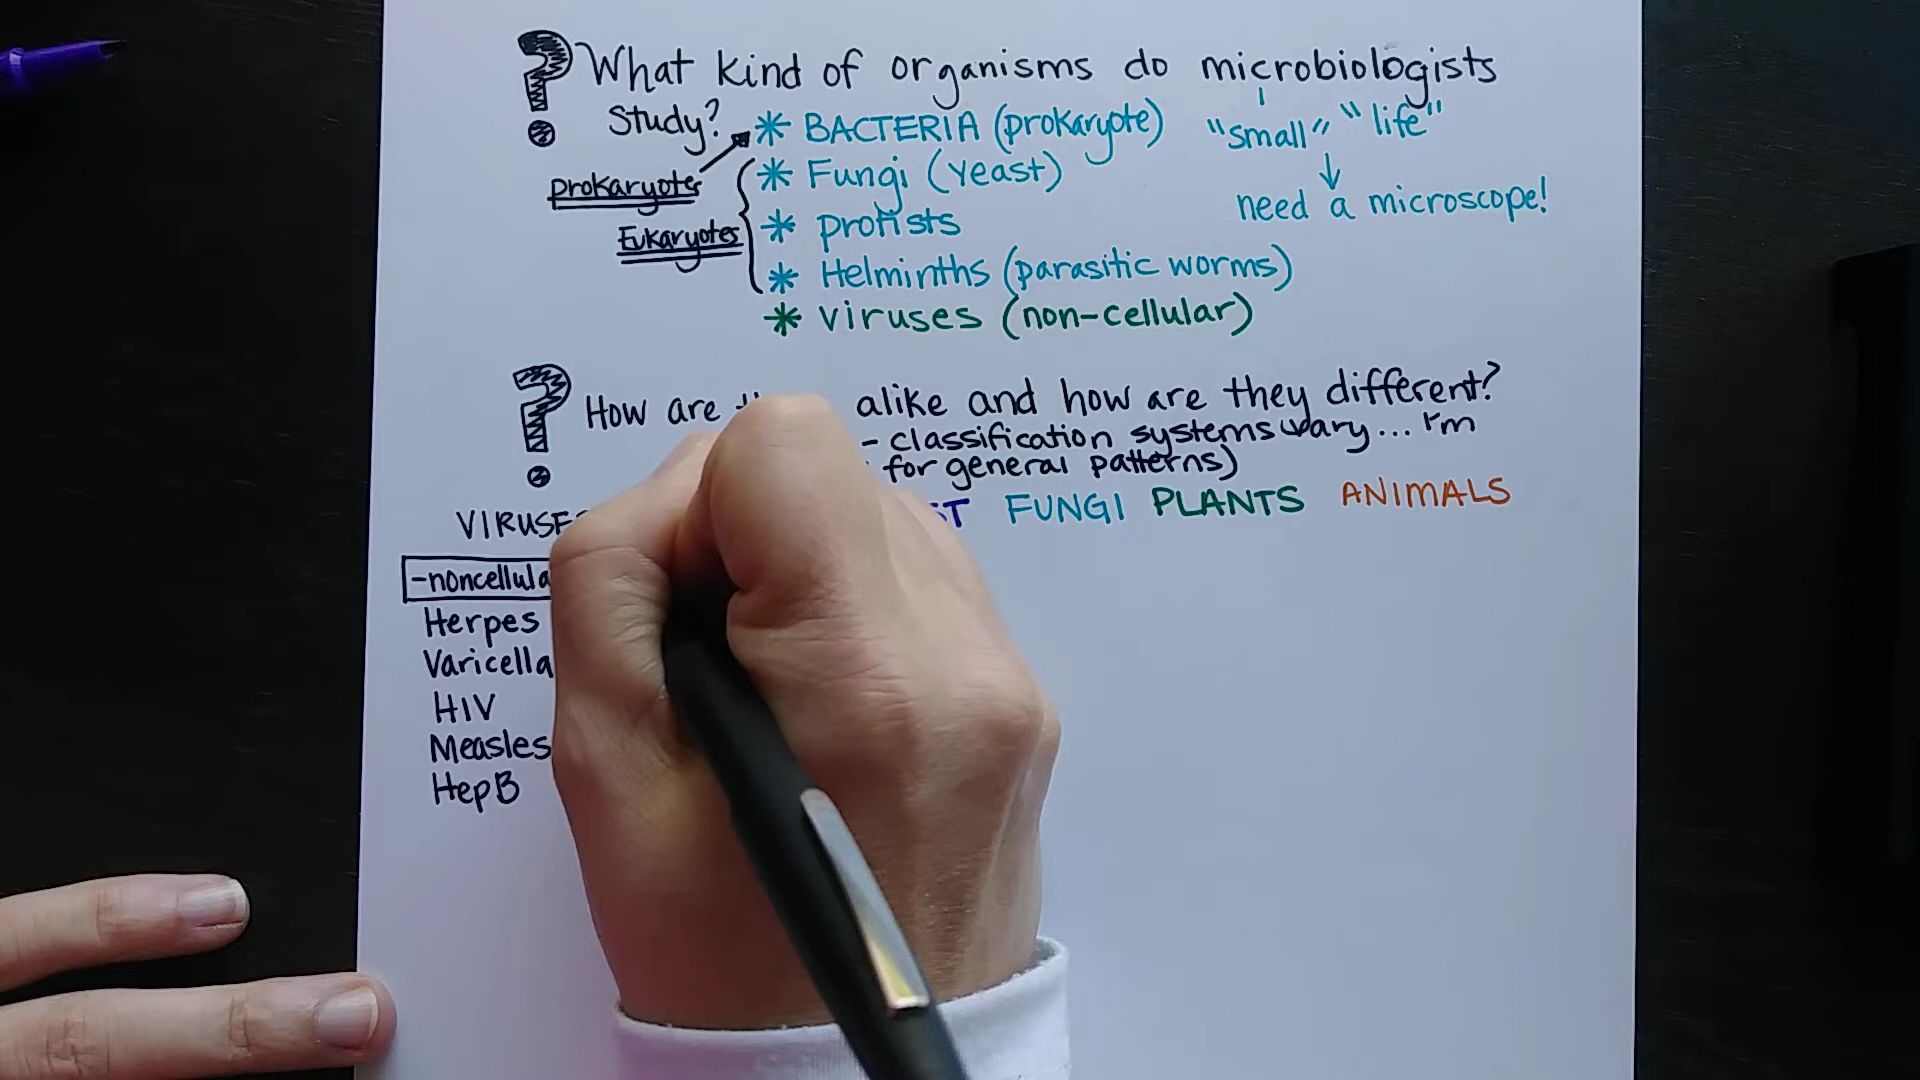 ? What kind of organisms do microbiologists
Study? * BACTERIA (prokaryote) "small" "life"
prokaryotes * Fungi (yeast) need a microscope!
Eukaryotes * protists
* Helminths (parasitic worms)
* viruses (non-cellular)
? How are alike and how are they different?
- classification systems vary... I'm
for general patterns)
VIRUSES FUNGI PLANTS ANIMALS
-noncellula
Herpes
Varicella
HIV
Measles
HepB